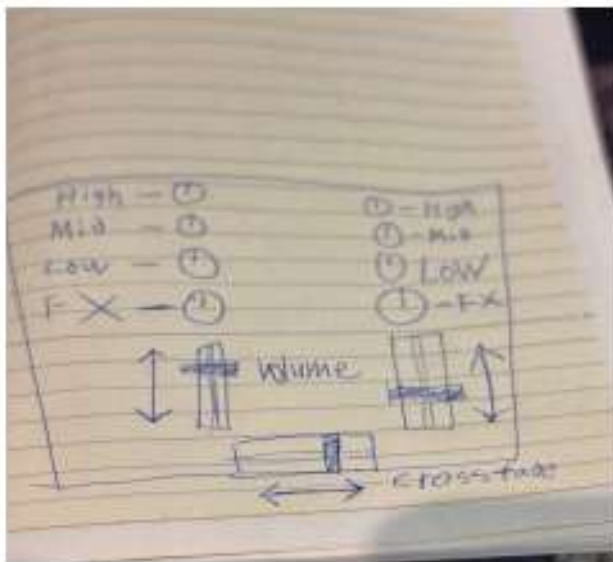 High - - High
Mid - - Mid
Low - LOW
FX - - FX
Volume
crossfade